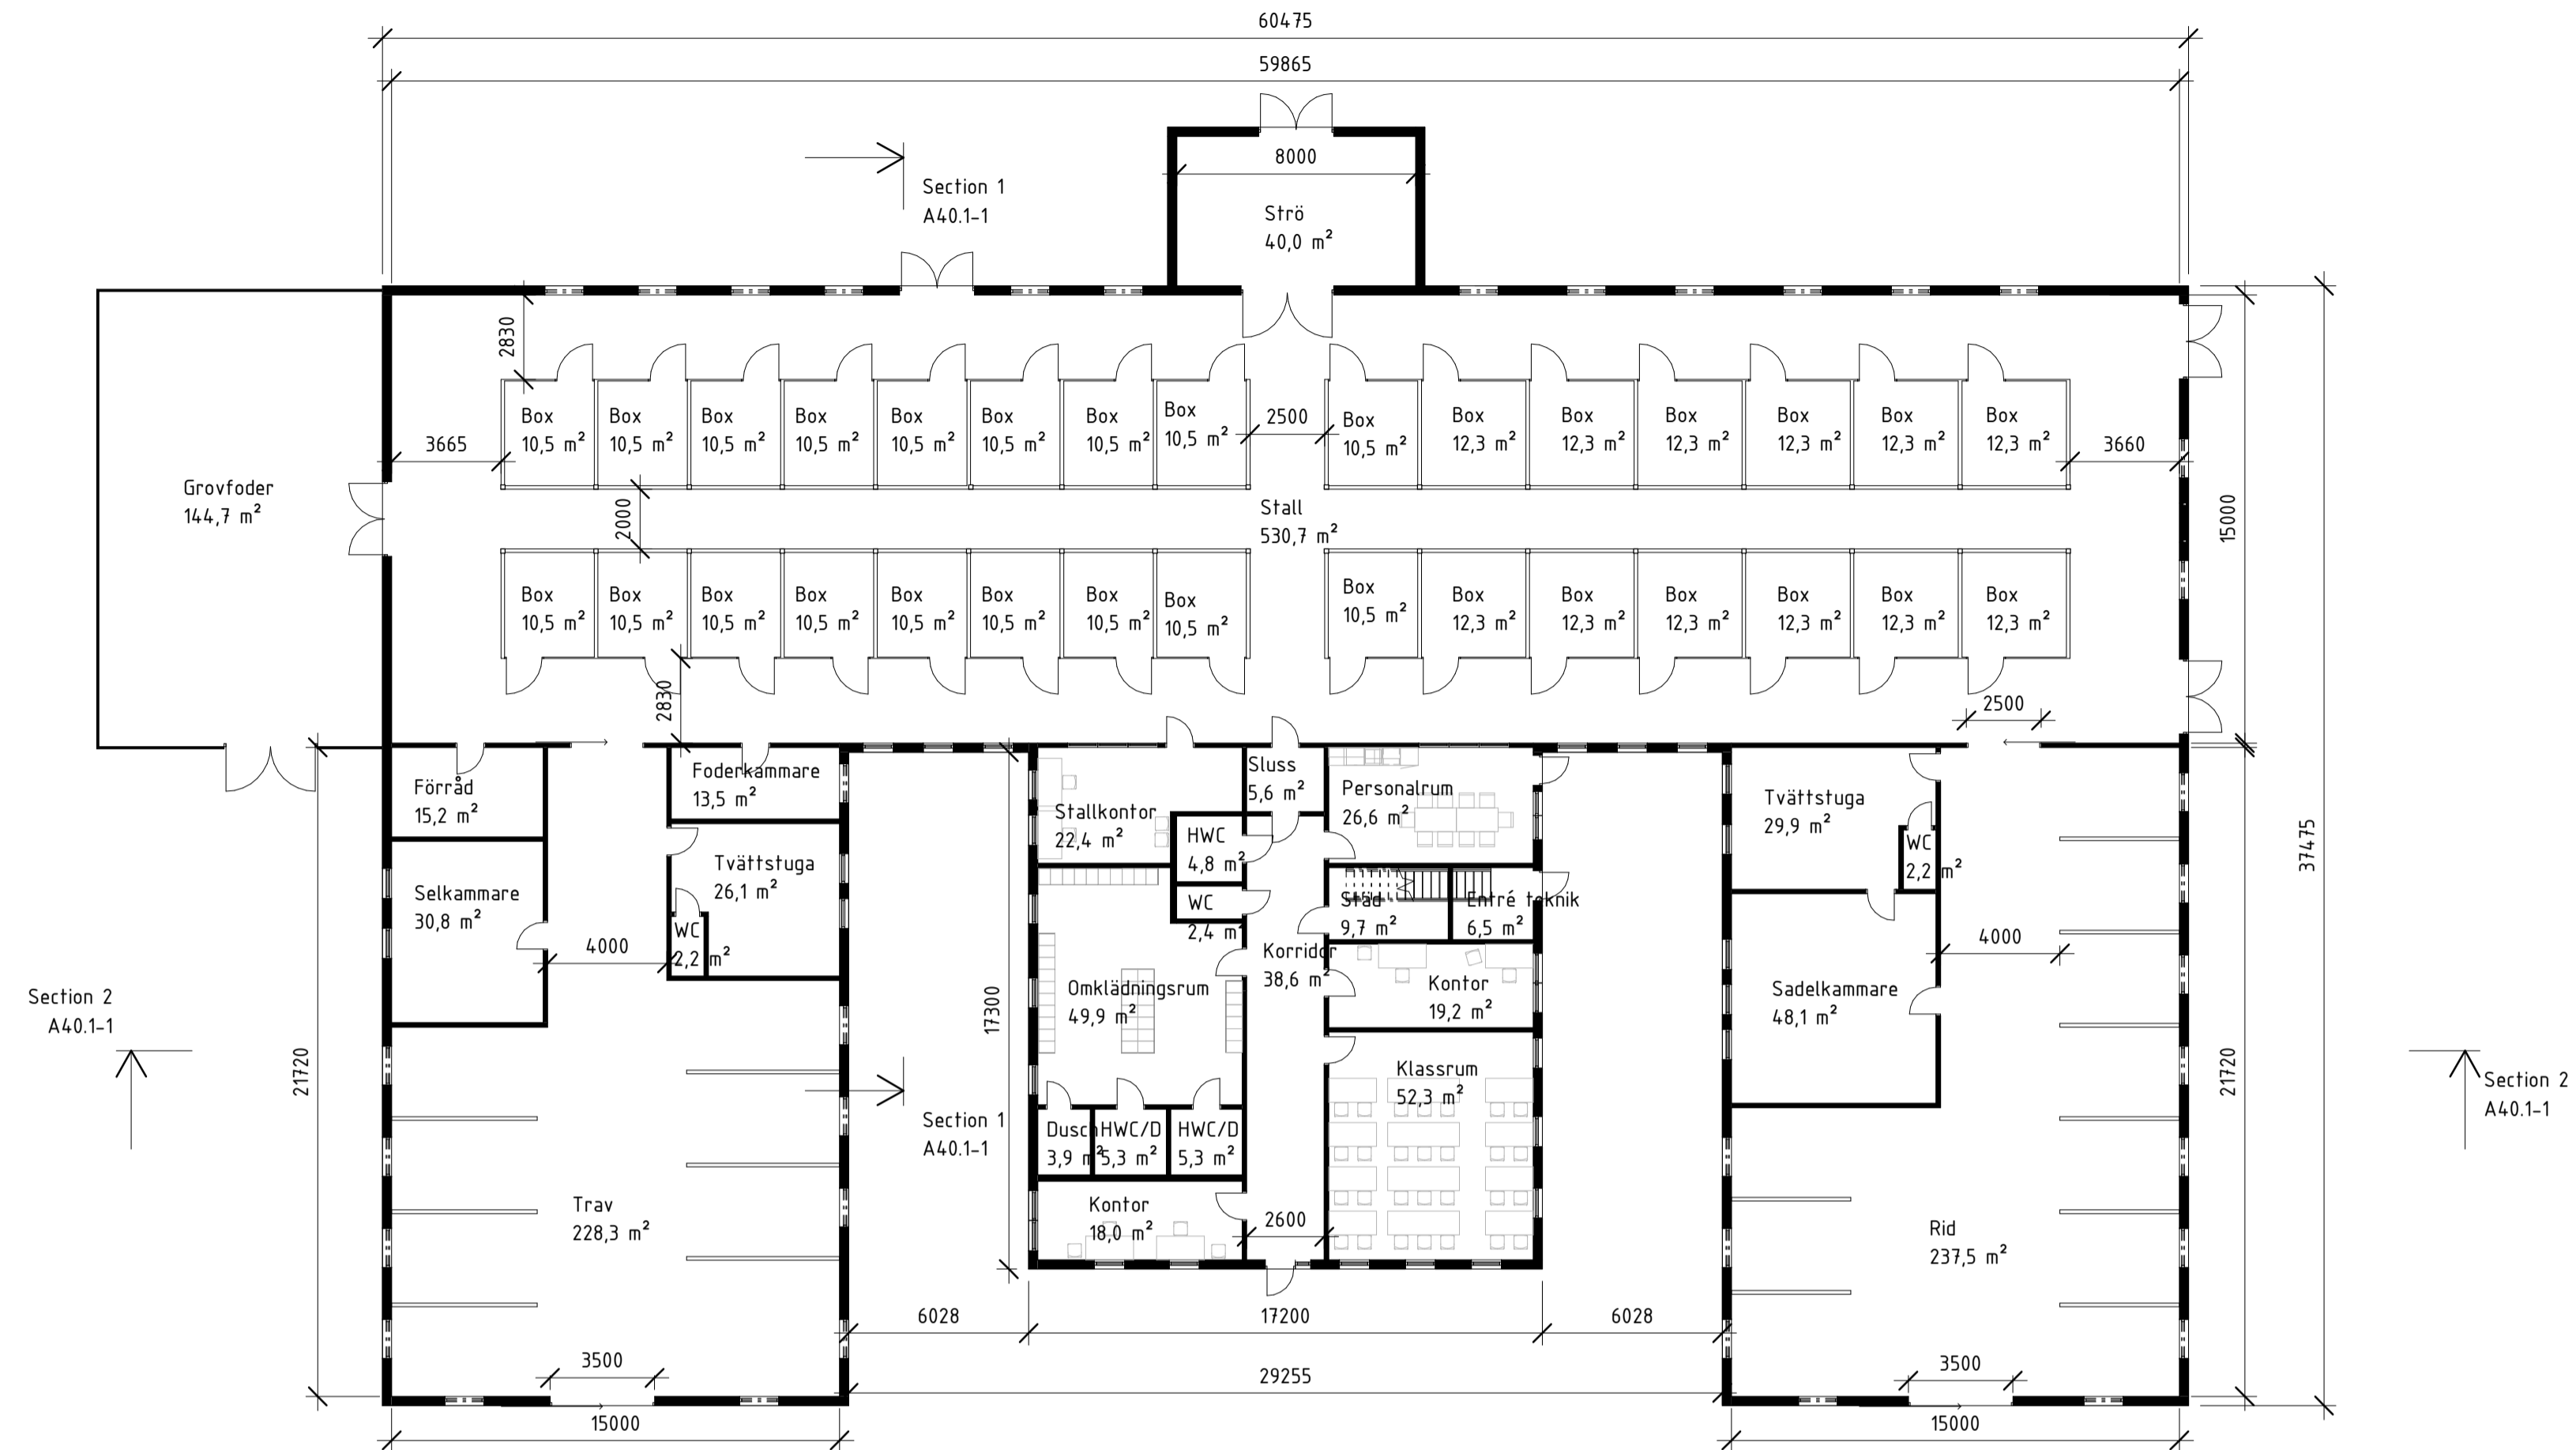 60475
59865
8000
Section 1
A40.1-1
Strö
40,0 m²
2830
Box
10,5 m²
Box
10,5 m²
Box
10,5 m²
Box
10,5 m²
Box
10,5 m²
Box
10,5 m²
Box
10,5 m²
Box
10,5 m²
2500
Box
10,5 m²
Box
12,3 m²
Box
12,3 m²
Box
12,3 m²
Box
12,3 m²
Box
12,3 m²
Box
12,3 m²
3665
3660
Grovfoder
144,7 m²
2000
Stall
530,7 m²
15000
Box
10,5 m²
Box
10,5 m²
Box
10,5 m²
Box
10,5 m²
Box
10,5 m²
Box
10,5 m²
Box
10,5 m²
Box
10,5 m²
Box
10,5 m²
Box
12,3 m²
Box
12,3 m²
Box
12,3 m²
Box
12,3 m²
Box
12,3 m²
Box
12,3 m²
2830
2500
37475
Förråd
15,2 m²
Foderkammare
13,5 m²
Stallkontor
22,4 m²
Sluss
5,6 m²
Personalrum
26,6 m²
Tvättstuga
29,9 m²
HWC
4,8 m²
WC
2,2 m²
Selkammare
30,8 m²
Tvättstuga
26,1 m²
WC
2,2 m²
4000
WC
2,4 m²
Städ
9,7 m²
Entré teknik
6,5 m²
Korridor
38,6 m²
4000
Section 2
A40.1-1
17300
Omklädningsrum
49,9 m²
Kontor
19,2 m²
Sadelkammare
48,1 m²
21720
Klassrum
52,3 m²
21720
Section 2
A40.1-1
Section 1
A40.1-1
Dusch
3,9 m²
HWC/D
5,3 m²
HWC/D
5,3 m²
Trav
228,3 m²
Kontor
18,0 m²
2600
Rid
237,5 m²
6028
17200
6028
3500
29255
3500
15000
15000